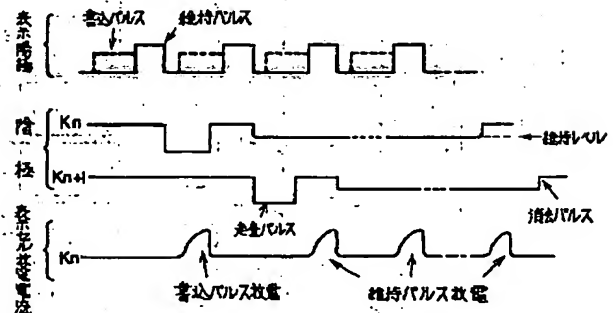 書込パルス
維持パルス
表示陽極
陰極
Kn
維持レベル
Kn+1
走査パルス
消去パルス
表示セル放電電流
Kn
書込パルス放電
維持パルス放電